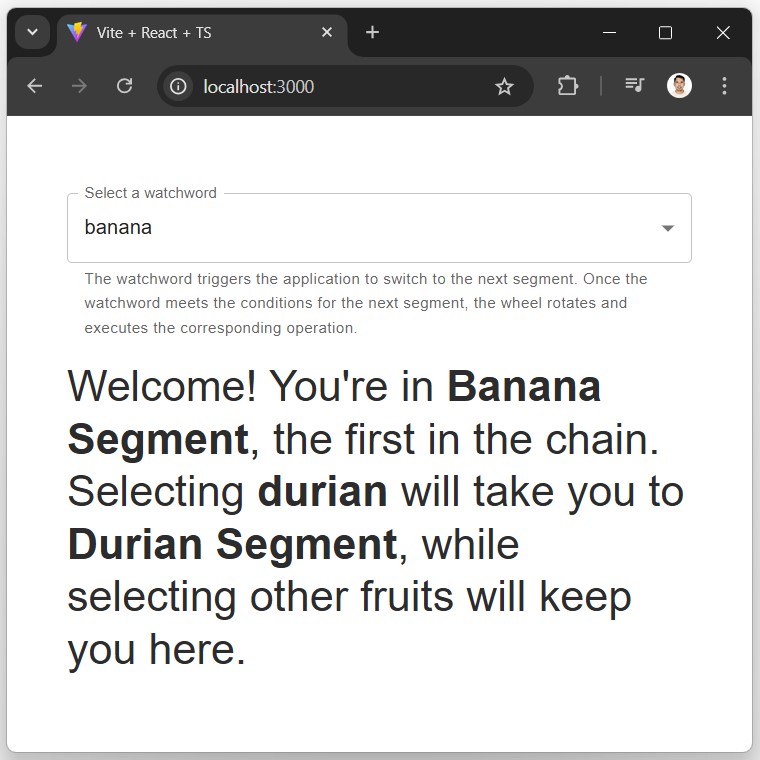 Vite + React + TS
localhost:3000
Select a watchword
banana
The watchword triggers the application to switch to the next segment. Once the
watchword meets the conditions for the next segment, the wheel rotates and
executes the corresponding operation.
Welcome! You're in Banana
Segment, the first in the chain.
Selecting durian will take you to
Durian Segment, while
selecting other fruits will keep
you here.